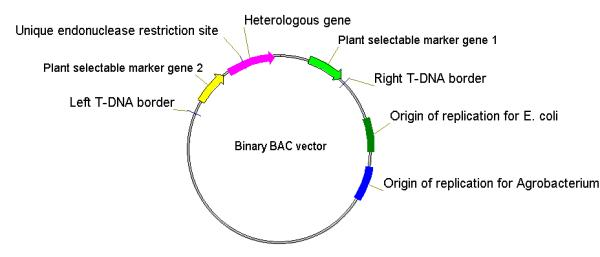 Heterologous gene
Unique endonuclease restriction site
Plant selectable marker gene 1
Plant selectable marker gene 2
Right T-DNA border
Left T-DNA border
Origin of replication for E. coli
Binary BAC vector
Origin of replication for Agrobacterium